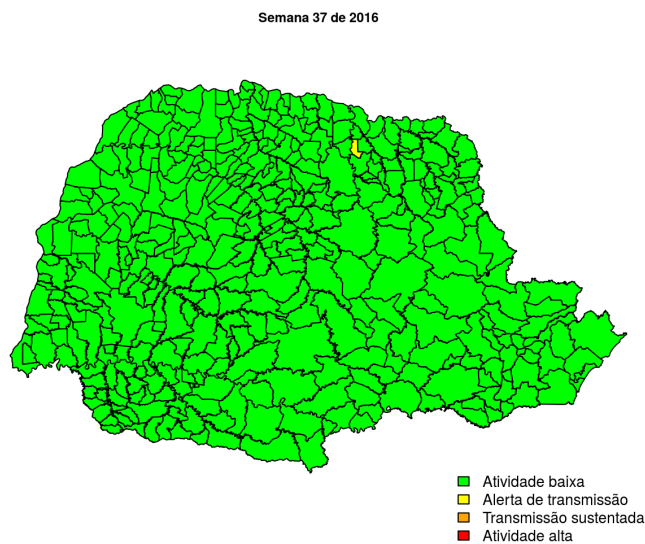 Semana 37 de 2016
Atividade baixa
Alerta de transmissão
Transmissão sustentada
Atividade alta